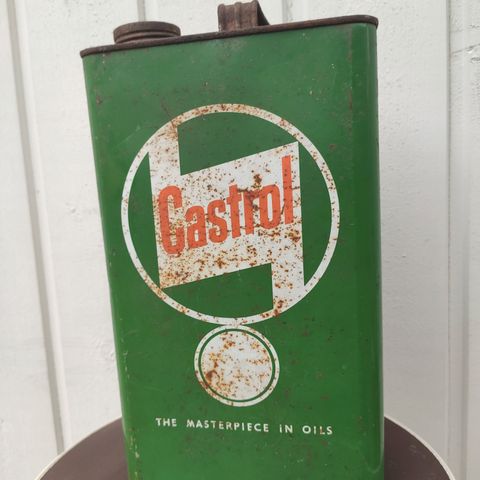 Castrol
THE MASTERPIECE IN OILS